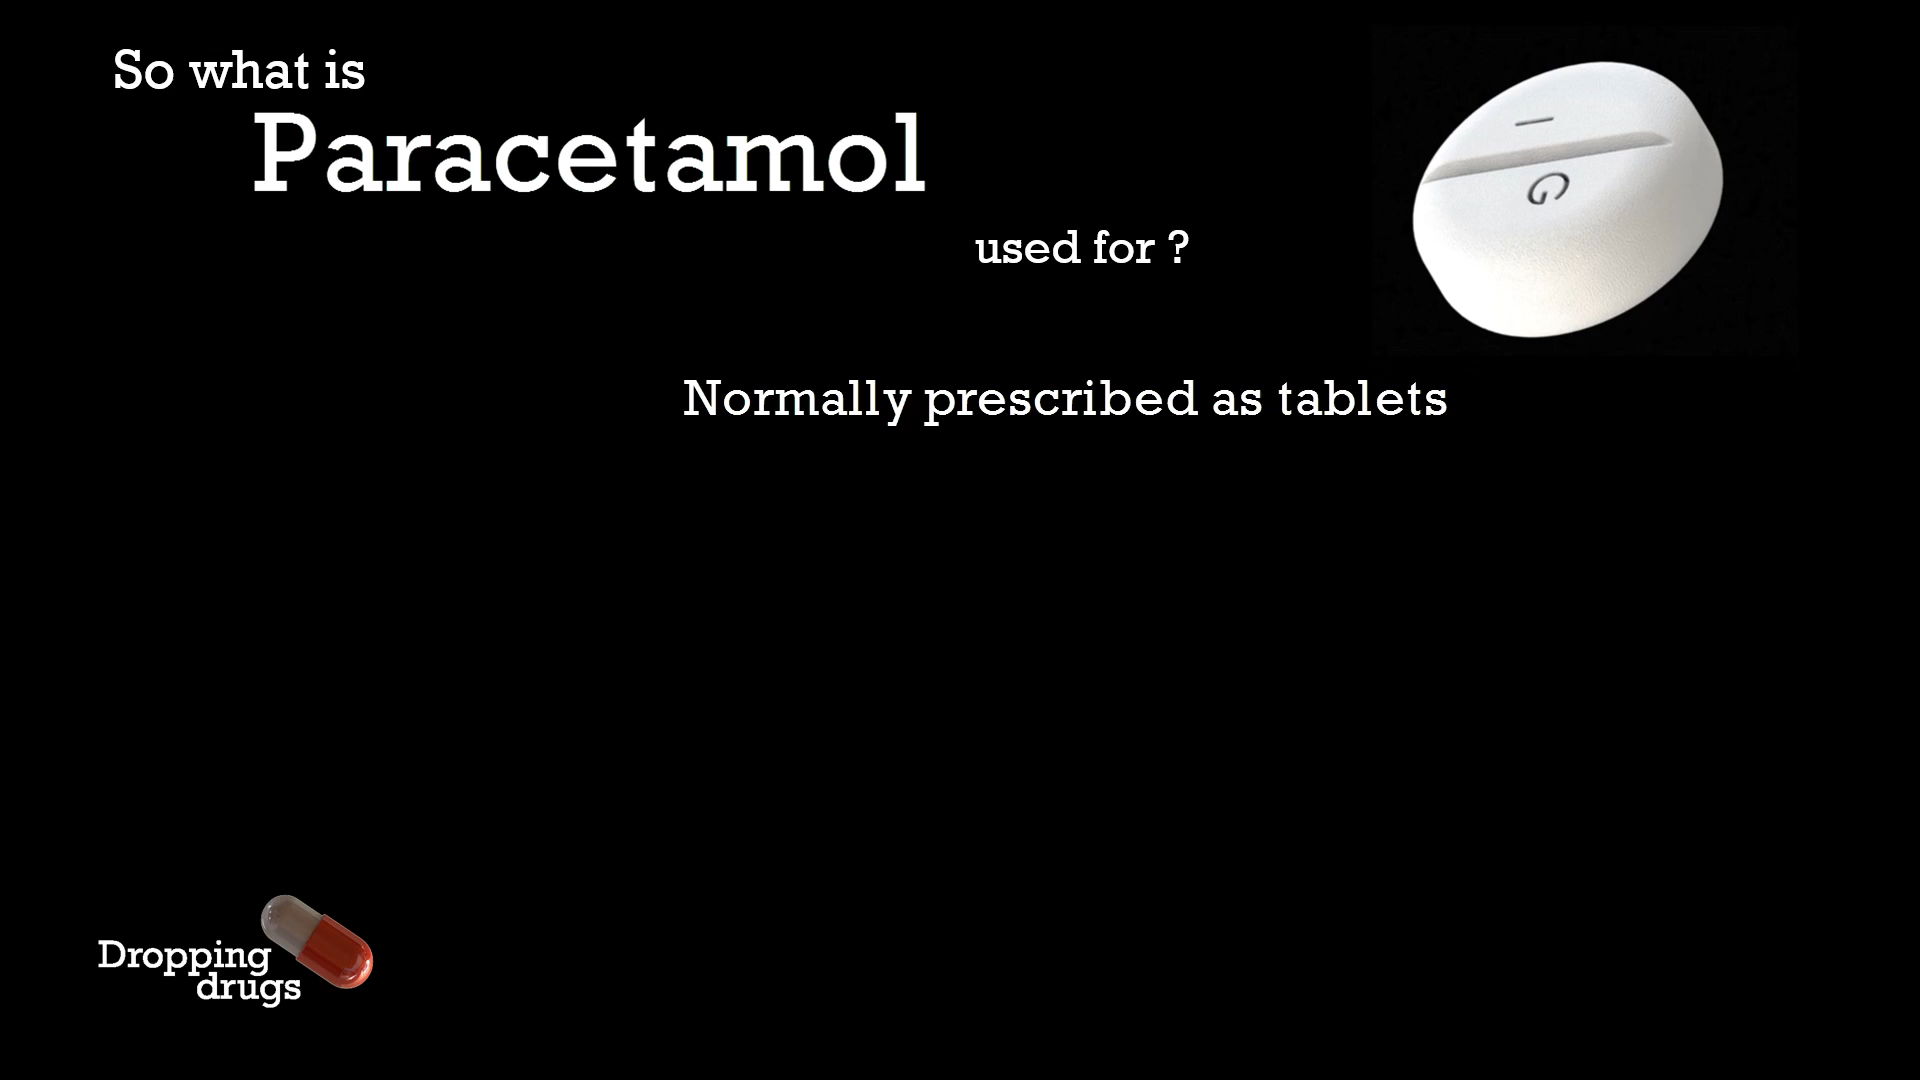 So what is
Paracetamol
used for ?
G
Normally prescribed as tablets
Dropping
drugs